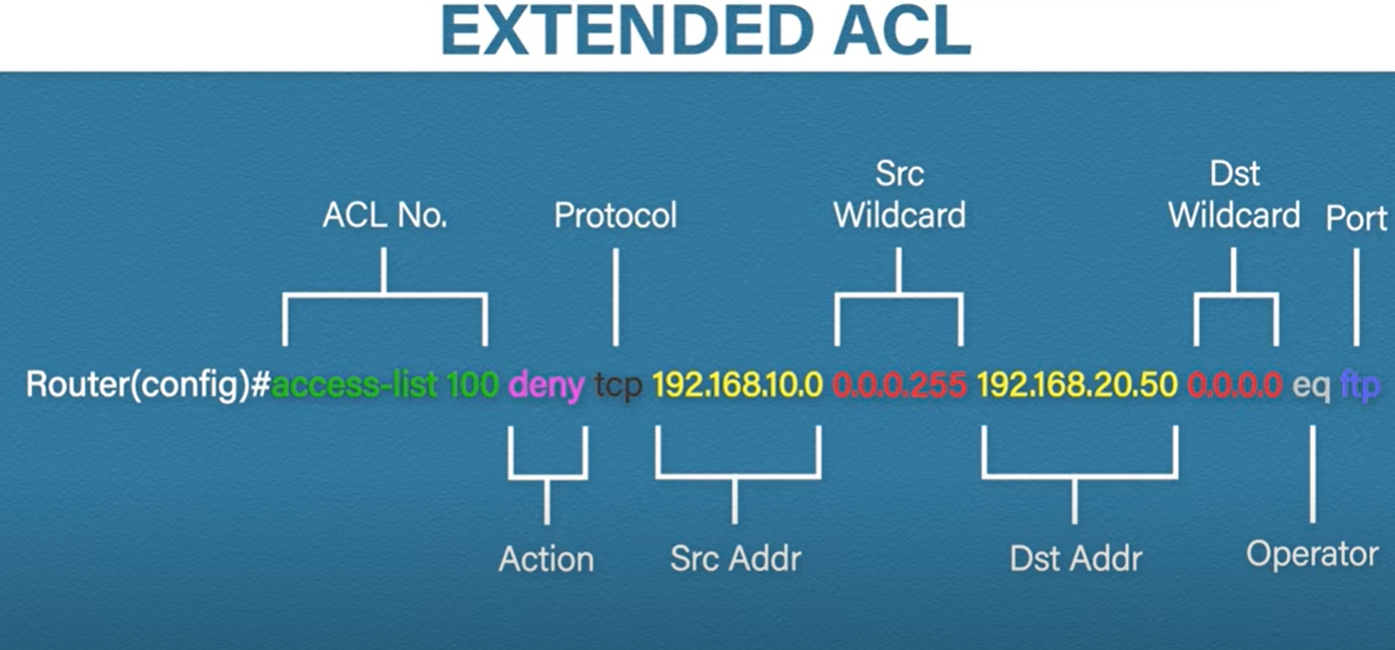 EXTENDED ACL
Src
Wildcard
Dst
Wildcard
ACL No.
Protocol
Port
Router(config)#access-list 100 deny tcp 192.168.10.0 0.0.0.255 192.168.20.50 0.0.0.0 eq ftp
Action
Src Addr
Dst Addr
Operator